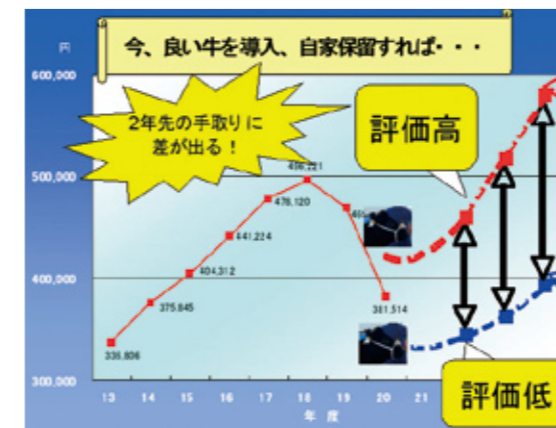 円
今、良い牛を導入、自家保留すれば・・・
600,000
2年先の手取りに
差が出る！
評価高
500,000
496,221
478,120
441,224
404,312
375,845
381,514
400,000
336,806
300,000
13 14 15 16 17 18 19 20 21
年 度
評価低